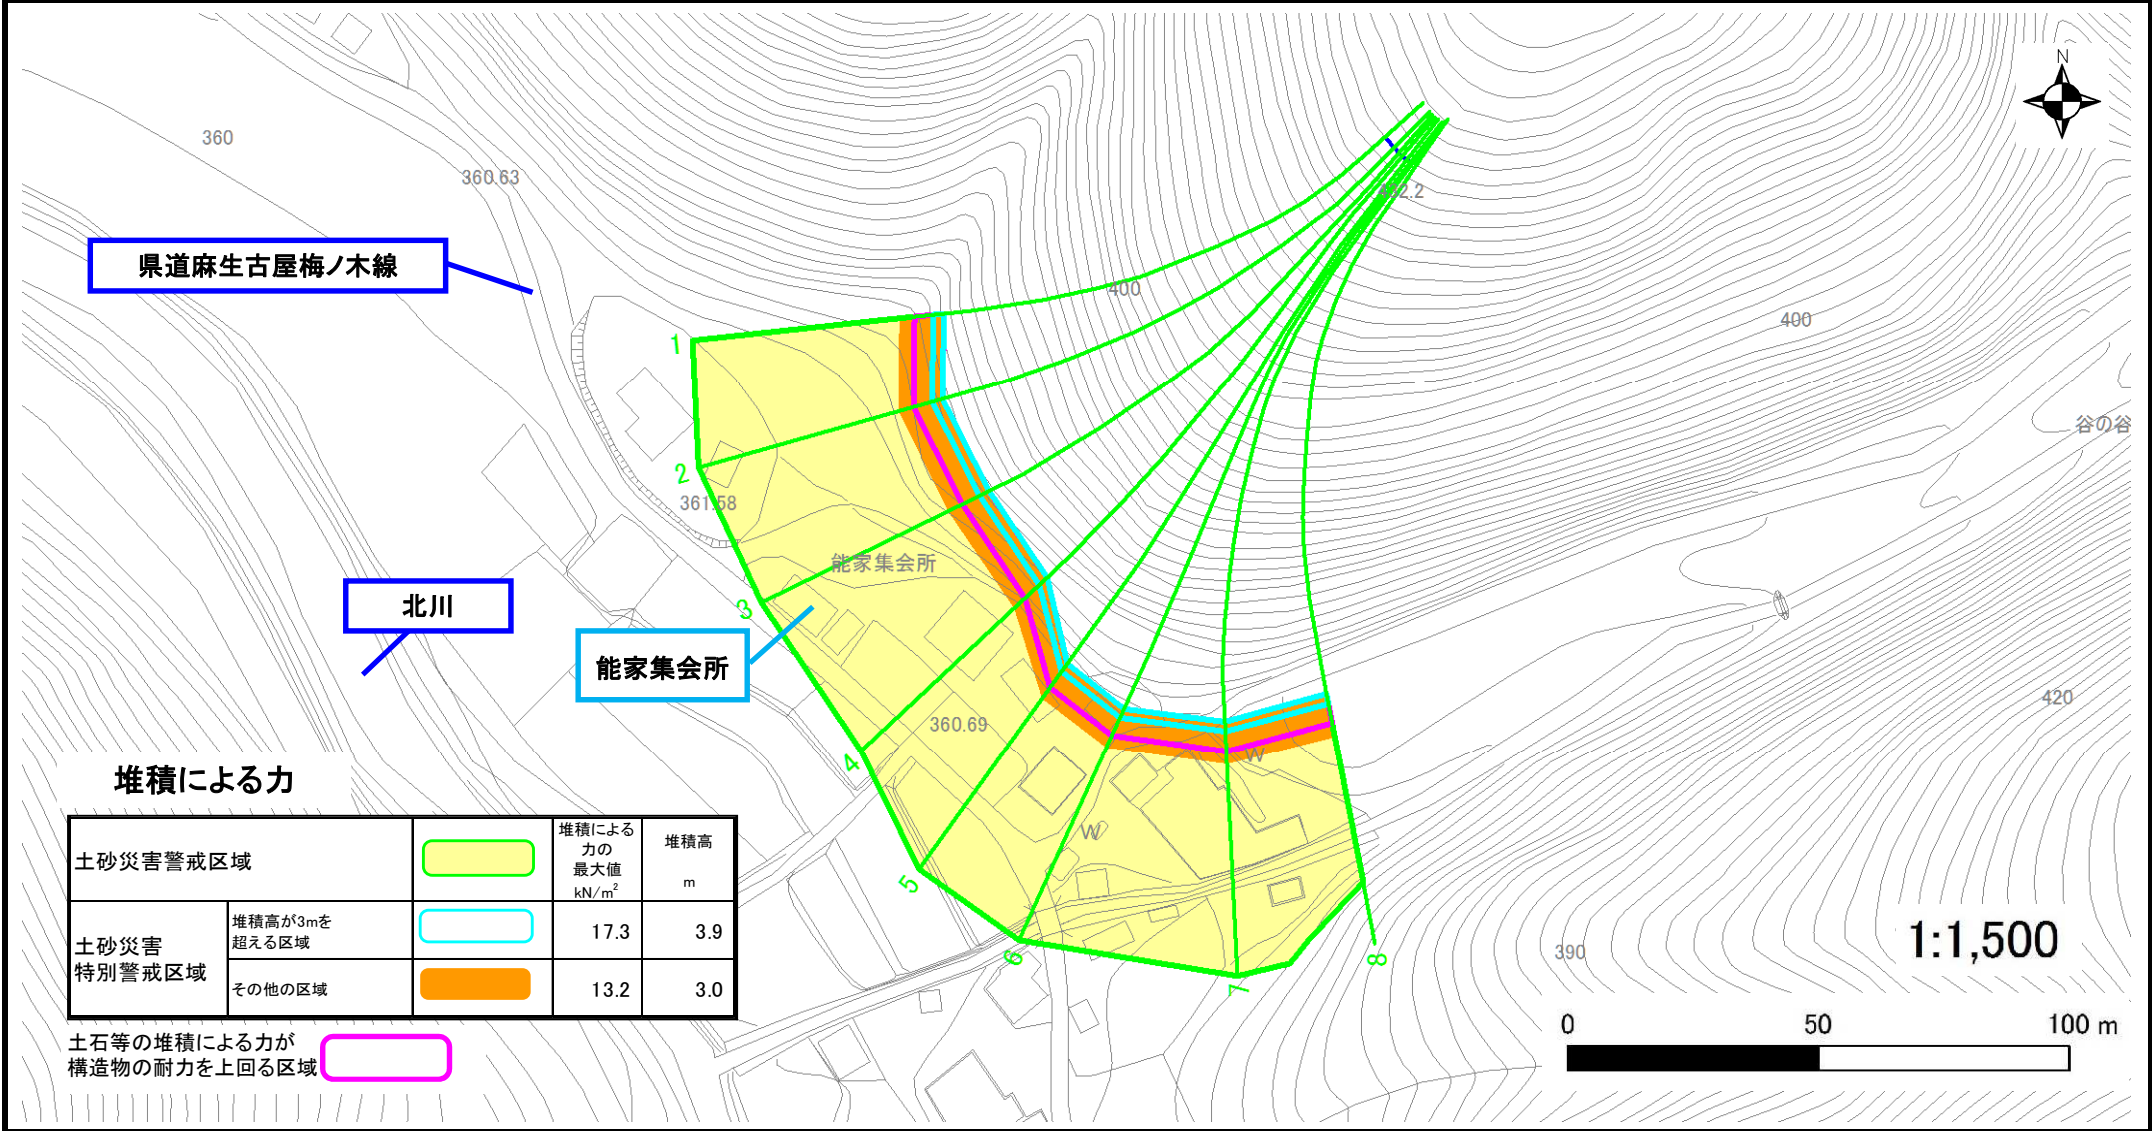 N
360
360.63
432.2
県道麻生古屋梅ノ木線
400
400
1
谷の谷
2
361.58
能家集会所
3
北川
能家集会所
420
360.69
W
4
堆積による力
W
土砂災害警戒区域
堆積による
力の
最大値
kN/m²
堆積高
m
5
土砂災害
特別警戒区域
堆積高が3mを
超える区域
17.3
3.9
その他の区域
13.2
3.0
6
7
8
390
1:1,500
土石等の堆積による力が
構造物の耐力を上回る区域
0 50 100 m